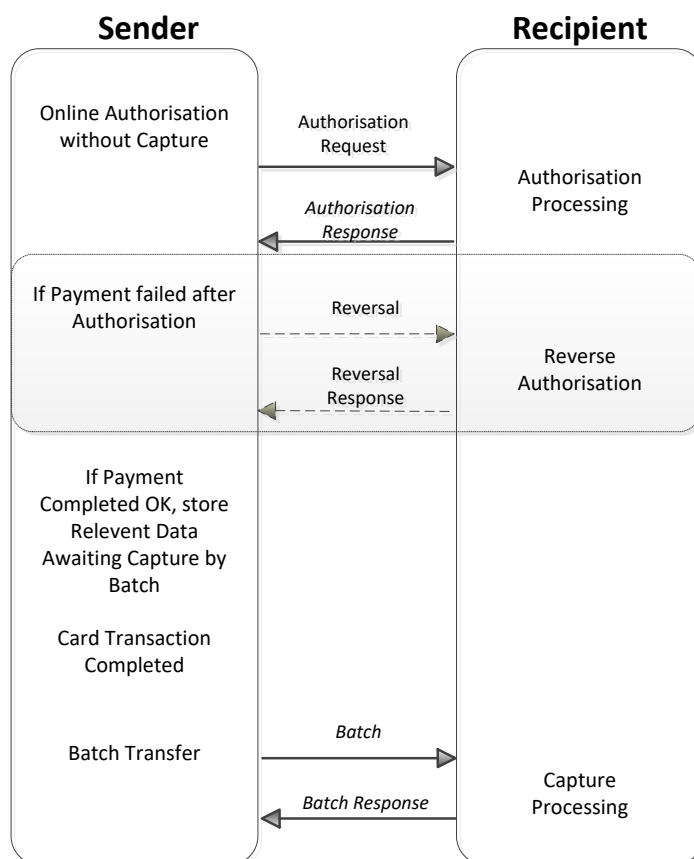 Sender
Recipient
Online Authorisation
without Capture
Authorisation
Request
Authorisation
Processing
Authorisation
Response
If Payment failed after
Authorisation
Reversal
Reverse
Authorisation
Reversal
Response
If Payment
Completed OK, store
Relevent Data
Awaiting Capture by
Batch
Card Transaction
Completed
Batch Transfer
Batch
Capture
Processing
Batch Response